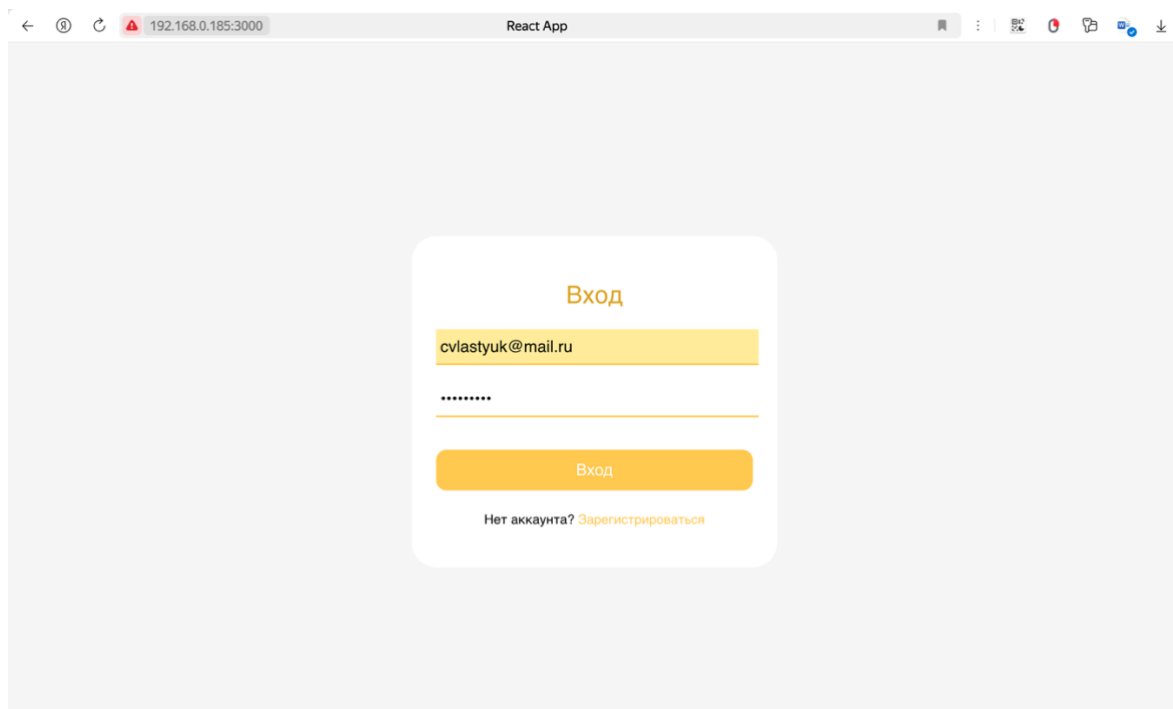 192.168.0.185:3000 React App
Вход
cvlastyuk@mail.ru
•••••••••
Вход
Нет аккаунта? Зарегистрироваться